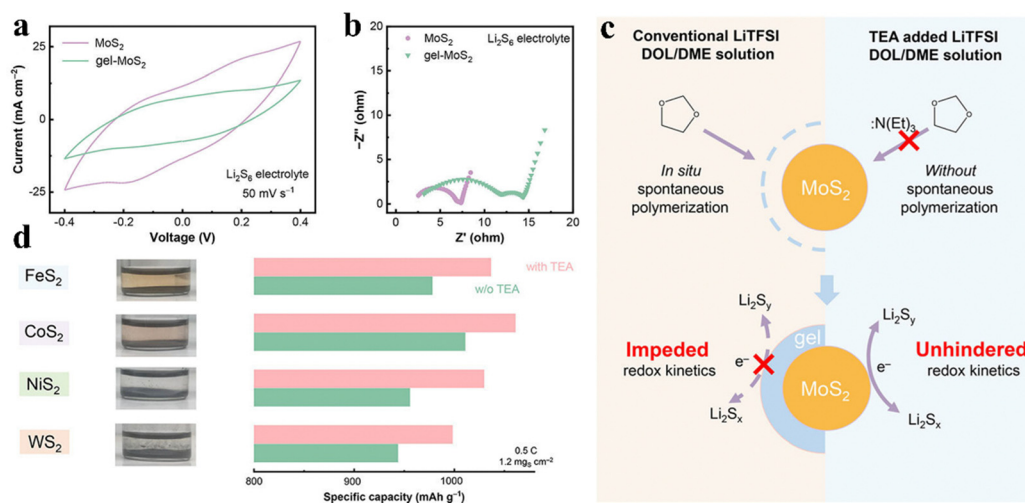 a
MoS₂
gel-MoS₂
Current (mA cm⁻²)
25
0
-25
-0.4
-0.2
0.0
0.2
0.4
Voltage (V)
Li₂S₆ electrolyte
50 mV s⁻¹
b
MoS₂
gel-MoS₂
Li₂S₆ electrolyte
−Z'' (ohm)
20
15
10
5
0
0
5
10
15
20
Z' (ohm)
c
Conventional LiTFSI
DOL/DME solution
TEA added LiTFSI
DOL/DME solution
O
O
:N(Et)₃
O
O
In situ
spontaneous
polymerization
MoS₂
Without
spontaneous
polymerization
Li₂Sy
Li₂Sy
gel
Impeded
redox kinetics
e⁻
MoS₂
e⁻
Unhindered
redox kinetics
Li₂Sₓ
Li₂Sₓ
d
FeS₂
CoS₂
NiS₂
WS₂
with TEA
w/o TEA
0.5 C
1.2 mgₛ cm⁻²
800
900
1000
Specific capacity (mAh g⁻¹)